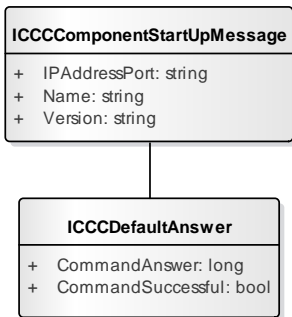 ICCCComponentStartUpMessage
+ IPAddressPort: string
+ Name: string
+ Version: string
ICCCDefaultAnswer
+ CommandAnswer: long
+ CommandSuccessful: bool